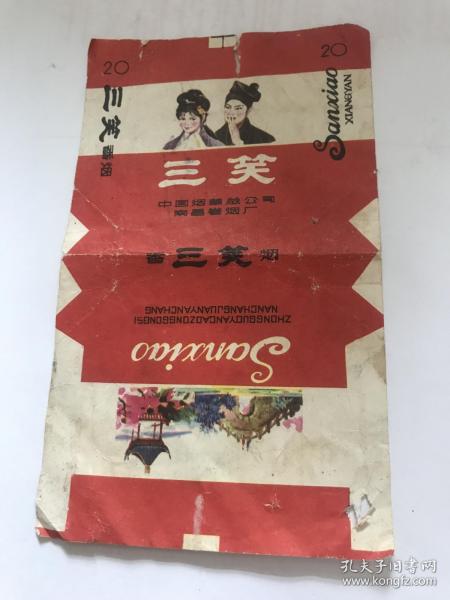 20
三笑香烟
20
Sanxiao
XIANGYAN
三笑
中国烟草总公司
南昌卷烟厂
香三笑烟
ZHONGGUOYANCAOZONGGONGSI
NANCHANGJUANYANCHANG
Sanxiao
孔夫子旧书网
www.kongfz.com